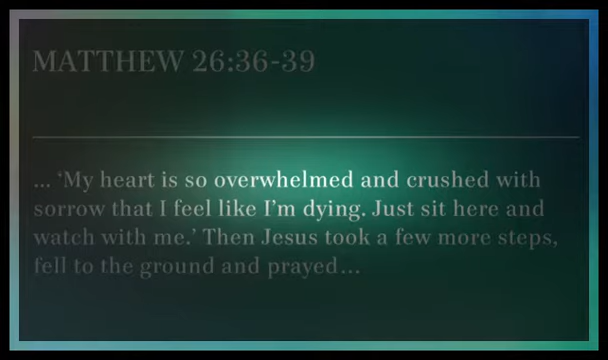 MATTHEW 26:36-39
... ‘My heart is so overwhelmed and crushed with
sorrow that I feel like I’m dying. Just sit here and
watch with me.’ Then Jesus took a few more steps,
fell to the ground and prayed...